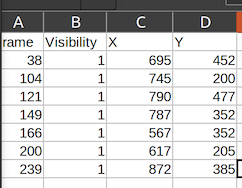 A B C D
rame Visibility X Y
38 1 695 452
104 1 745 200
121 1 790 477
149 1 787 352
166 1 567 352
200 1 617 205
239 1 872 385